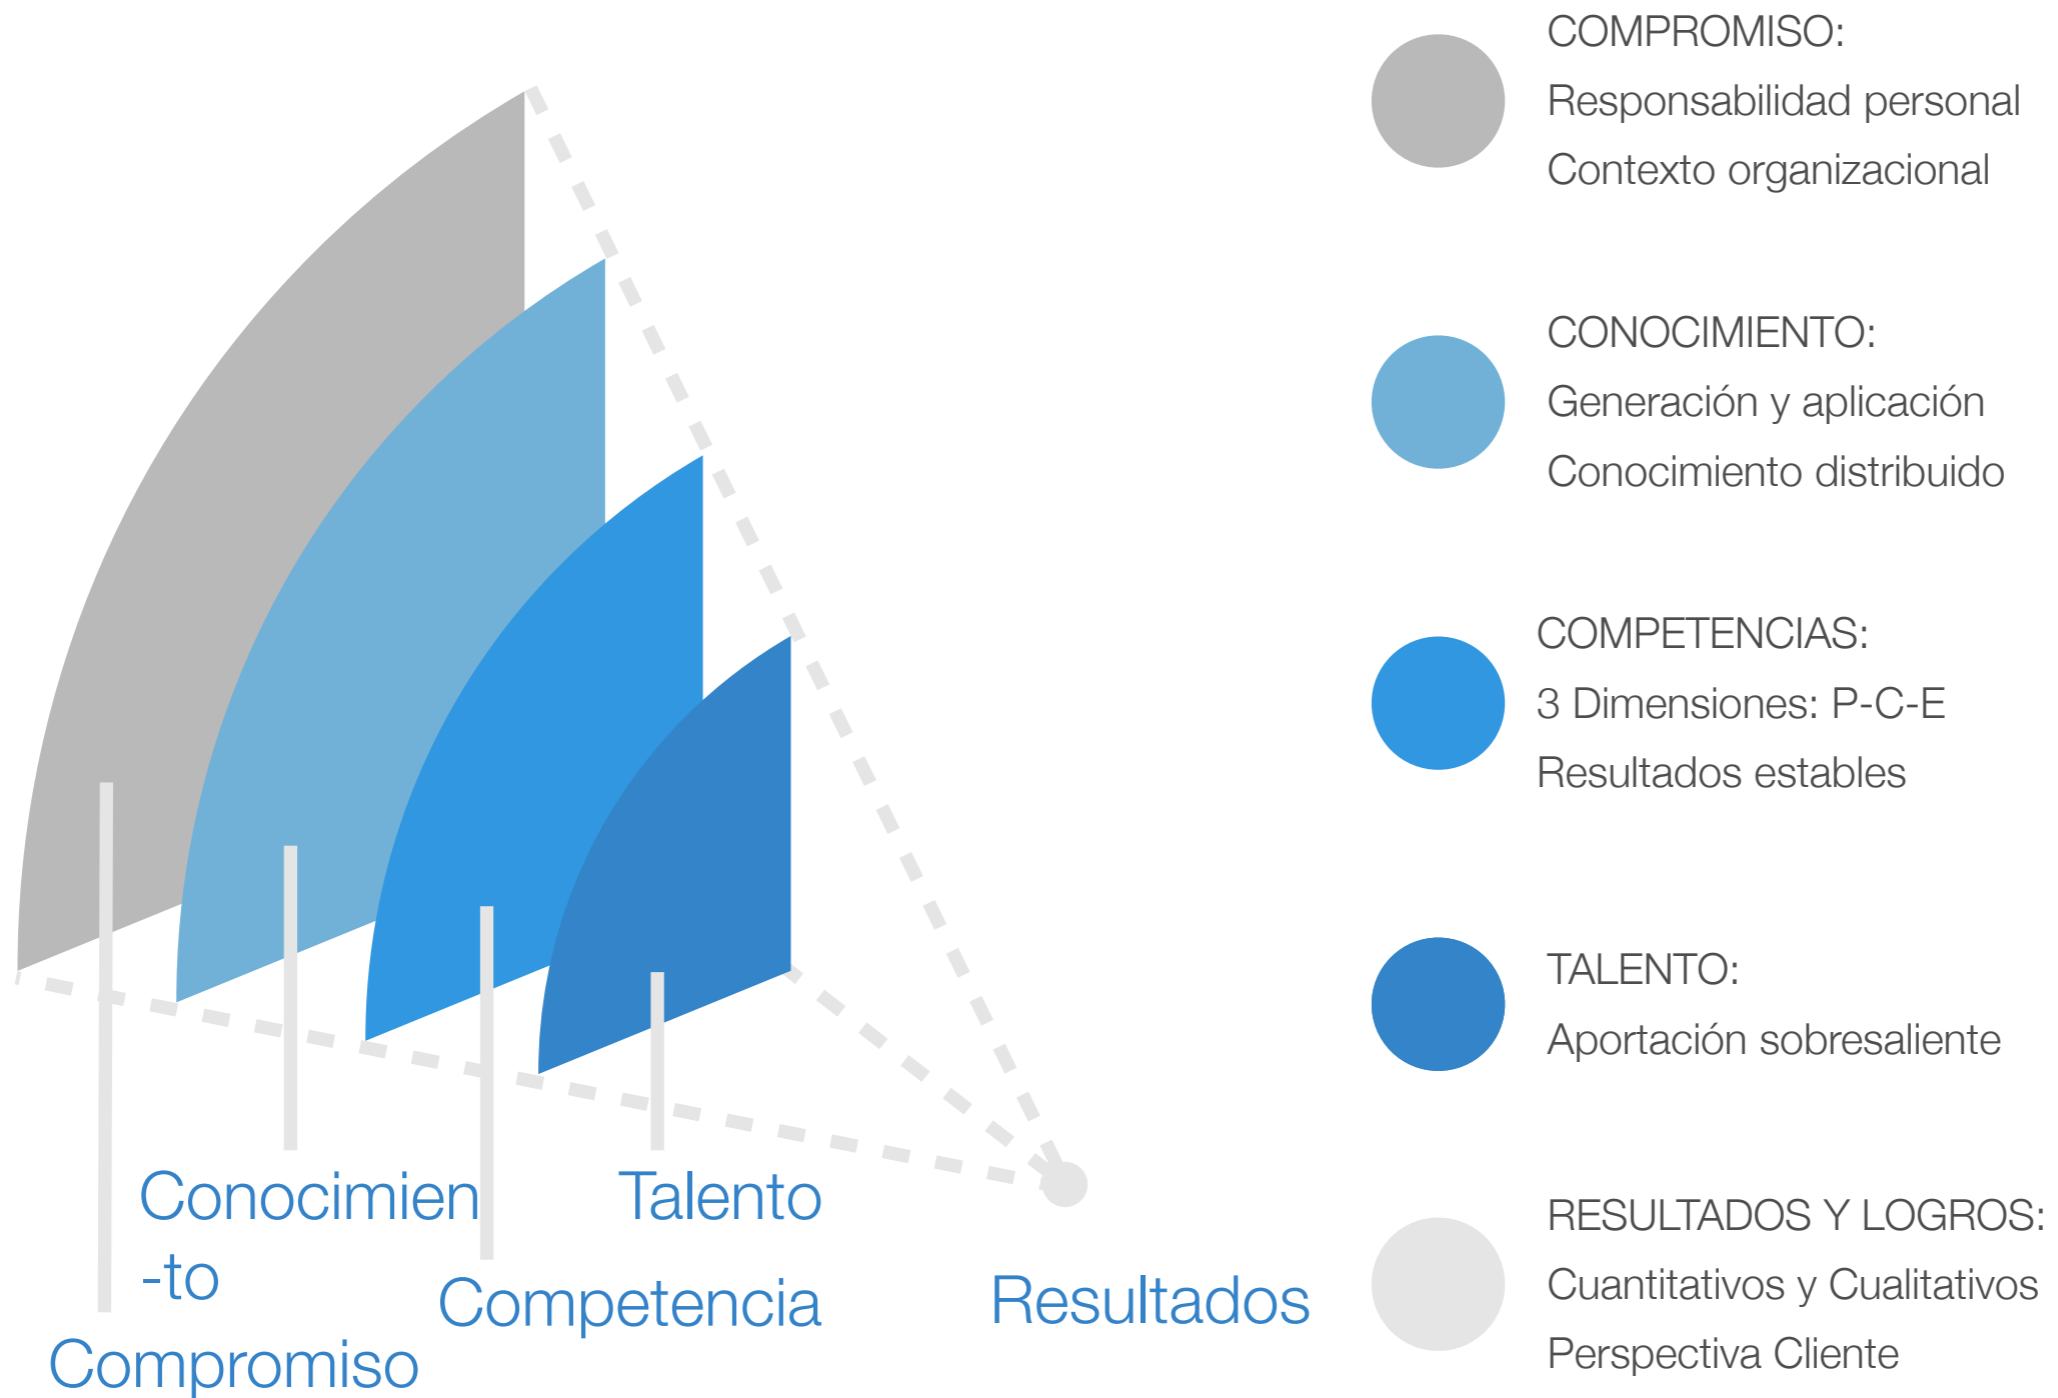 COMPROMISO:
Responsabilidad personal
Contexto organizacional
CONOCIMIENTO:
Generación y aplicación
Conocimiento distribuido
COMPETENCIAS:
3 Dimensiones: P-C-E
Resultados estables
TALENTO:
Aportación sobresaliente
RESULTADOS Y LOGROS:
Cuantitativos y Cualitativos
Perspectiva Cliente
Conocimien
-to
Talento
Competencia
Resultados
Compromiso